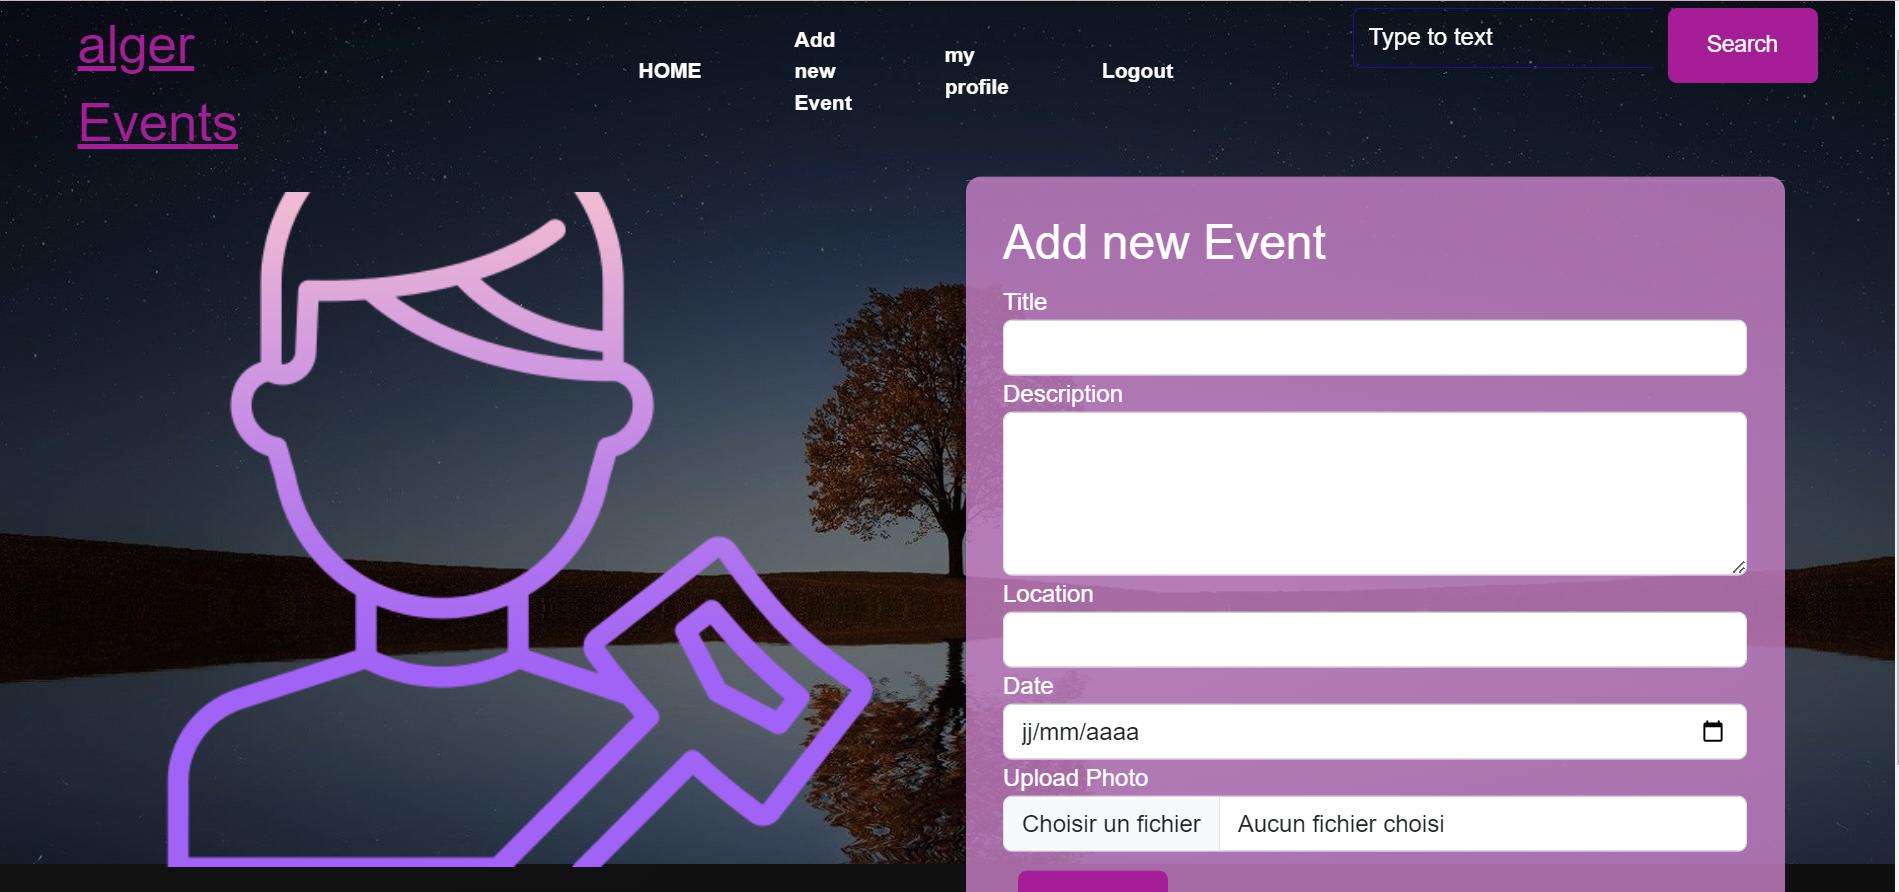 alger
Events
HOME
Add
new
Event
my
profile
Logout
Type to text
Search
Add new Event
Title
Description
Location
Date
jj/mm/aaaa
Upload Photo
Choisir un fichier Aucun fichier choisi